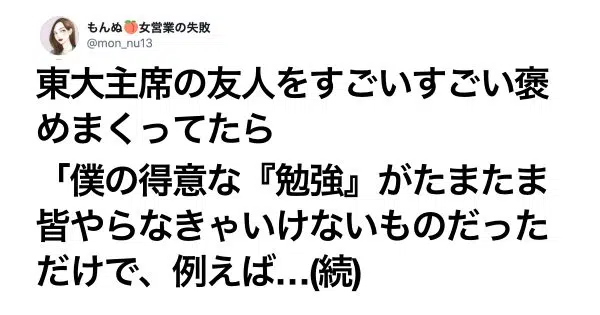 もんぬ🍑女営業の失敗
@mon_nu13
東大主席の友人をすごいすごい褒
めまくってたら
「僕の得意な『勉強』がたまたま
皆やらなきゃいけないものだった
だけで、例えば…(続)